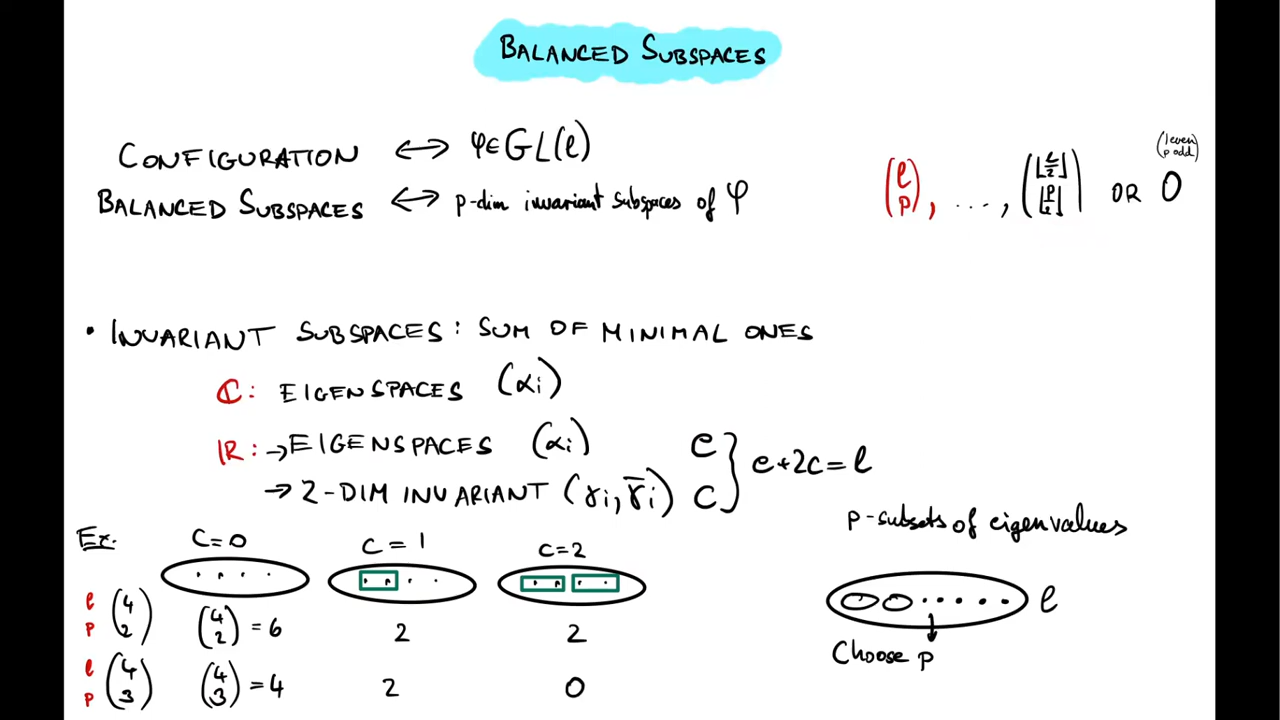 BALANCED SUBSPACES
CONFIGURATION ↔ φ∈GL(ℓ)
BALANCED SUBSPACES ↔ p-dim invariant subspaces of φ
(ℓ p), ..., (⌊ℓ/2⌋ ⌊p/2⌋) OR 0
(ℓ even p odd)
• INVARIANT SUBSPACES: SUM OF MINIMAL ONES
ℂ: EIGENSPACES (αi)
ℝ: → EIGENSPACES (αi) e
→ 2-DIM INVARIANT (γi, γ̄i) c
} e+2c=ℓ
p-subsets of eigenvalues
Ex. C=0 C=1 C=2
ℓ p (4 2) (4 2) = 6 2 2
ℓ p (4 3) (4 3) = 4 2 0
ℓ
Choose p